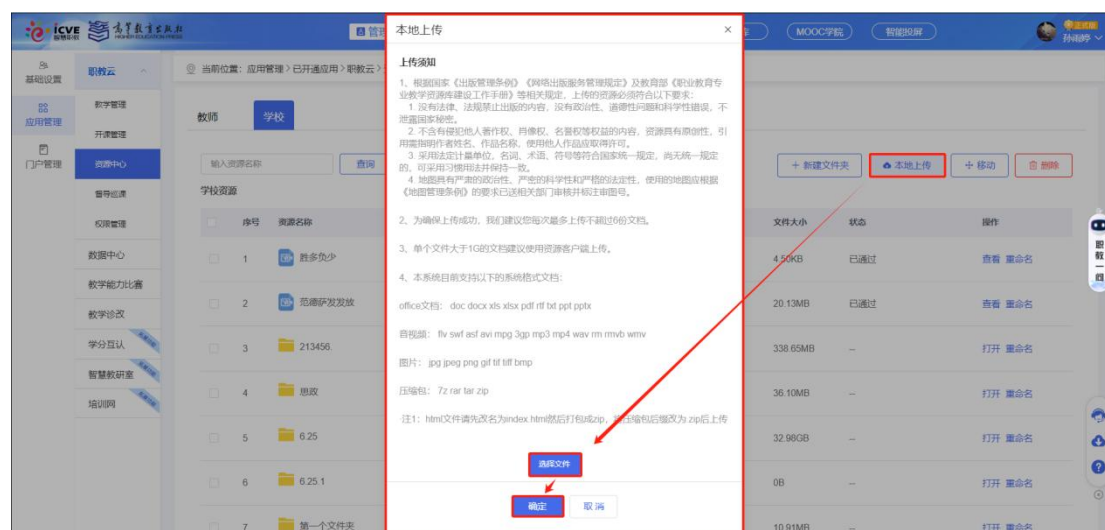 icve 智慧职教 高等教育出版社 HIGHER EDUCATION PRESS
MOOC学院 智能投屏 正式版 孙雨婷
基础设置
应用管理
门户管理
职教云
教学管理
开课管理
资源中心
督导巡课
权限管理
数据中心
教学能力比赛
教学诊改
学分互认
智慧教研室
培训网
当前位置:应用管理>已开通应用>职教云>
教师 学校
输入资源名称 查询 + 新建文件夹 本地上传 移动 删除
学校资源
序号 资源名称 文件大小 状态 操作
1 胜多负少 4.50KB 已通过 查看 重命名
2 范德萨发发放 20.13MB 已通过 查看 重命名
3 213456. 338.65MB -- 打开 重命名
4 思政 36.10MB -- 打开 重命名
5 6.25 32.98GB -- 打开 重命名
6 6.25.1 0B -- 打开 重命名
7 第一个文件夹 10.91MB -- 打开 重命名
本地上传 ×
上传须知
1、根据国家《出版管理条例》《网络出版服务管理规定》及教育部《职业教育专
业教学资源库建设工作手册》等相关规定,上传的资源必须符合以下要求:
1. 没有法律、法规禁止出版的内容,没有政治性、道德性问题和科学性错误,不
泄露国家秘密。
2. 不含有侵犯他人著作权、肖像权、名誉权等权益的内容,资源具有原创性,引
用需指明作者姓名、作品名称,使用他人作品应取得许可。
3. 采用法定计量单位,名词、术语、符号等符合国家统一规定,尚无统一规定
的,可采用习惯用法并保持一致。
4. 地图具有严肃的政治性、严密的科学性和严格的法定性,使用的地图应根据
《地图管理条例》的要求已送相关部门审核并标注审图号。
2、为确保上传成功,我们建议您每次最多上传不超过6份文档。
3、单个文件大于1G的文档建议使用资源客户端上传。
4、本系统目前支持以下的系统格式文档:
office文档: doc docx xls xlsx pdf rtf txt ppt pptx
音视频: flv swf asf avi mpg 3gp mp3 mp4 wav rm rmvb wmv
图片: jpg jpeg png gif tif tiff bmp
压缩包: 7z rar tar zip
注1:html文件请先改名为index.html然后打包成zip,
压缩包后缀改为.zip后上传
选择文件
确定 取消
职教一问